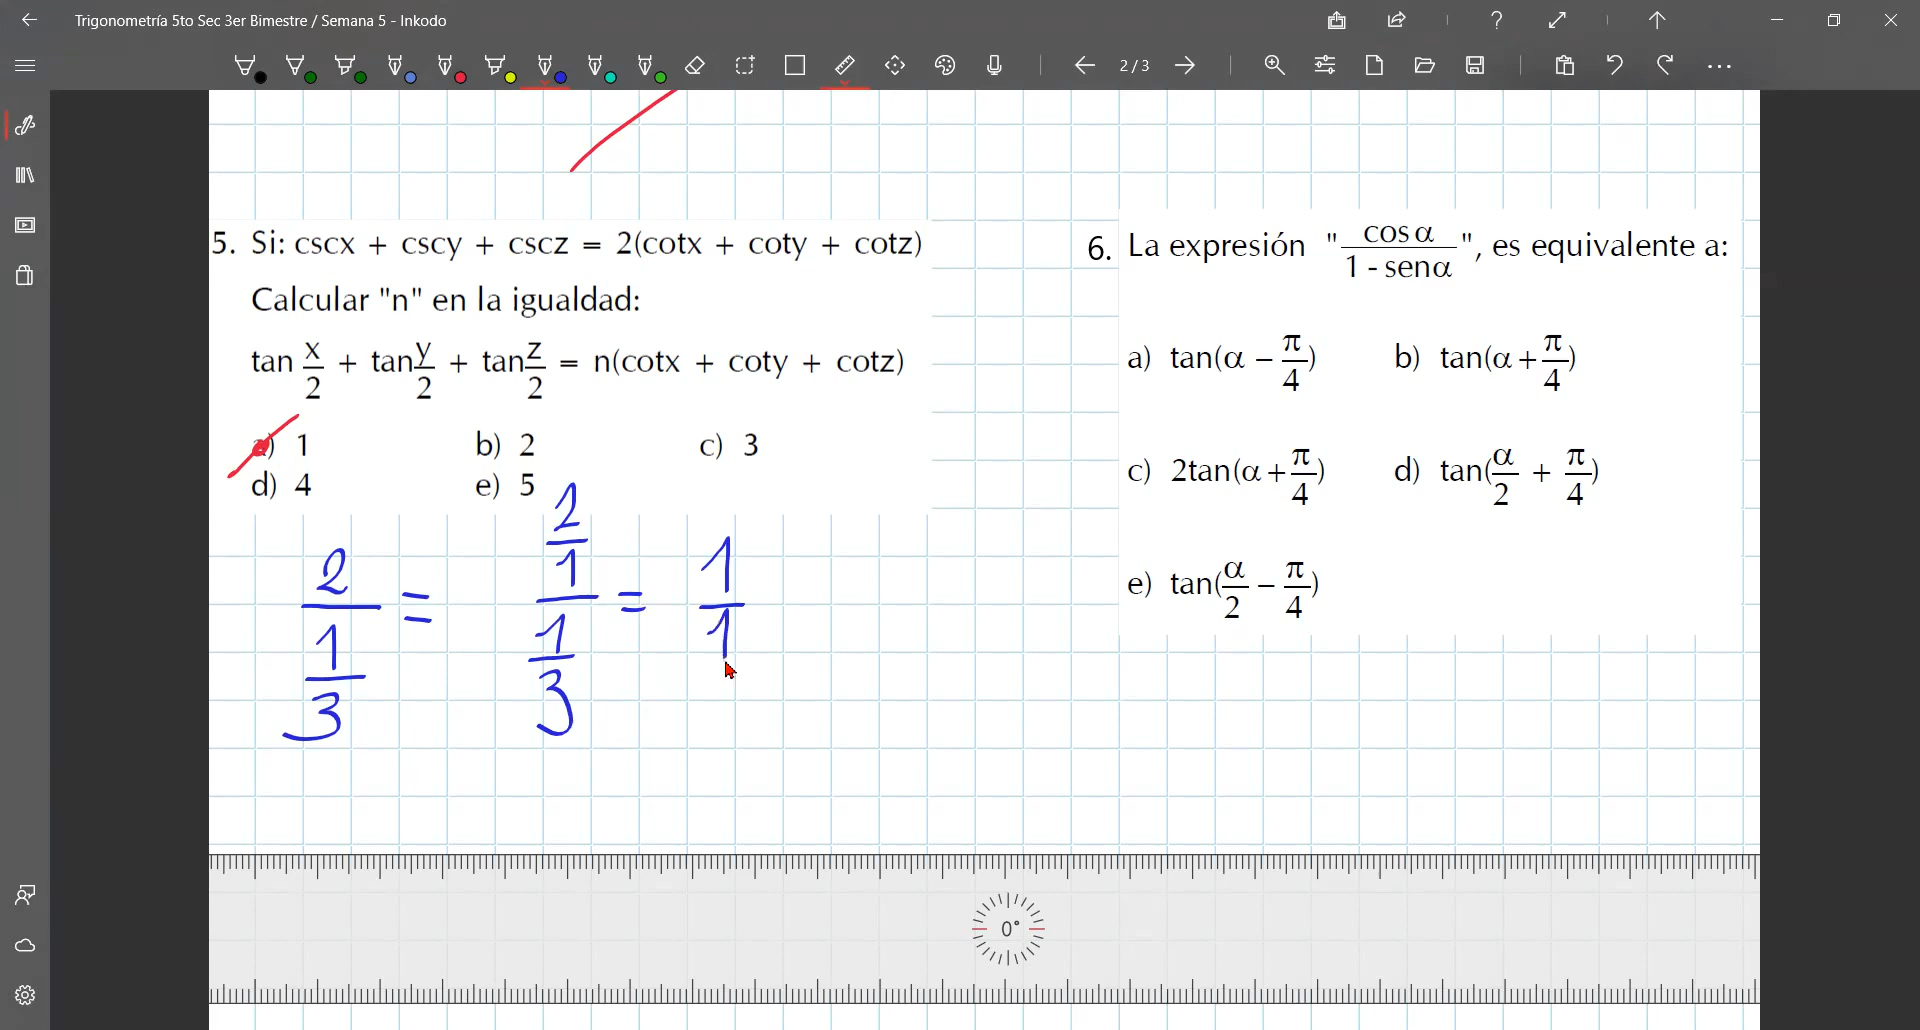 Trigonometría 5to Sec 3er Bimestre / Semana 5 - Inkodo
2 / 3
5. Si: cscx + cscy + cscz = 2(cotx + coty + cotz)
Calcular "n" en la igualdad:
tan x/2 + tan y/2 + tan z/2 = n(cotx + coty + cotz)
a) 1 b) 2 c) 3
d) 4 e) 5
2/(1/3) = (2/1)/(1/3) = 1/1
6. La expresión "cos α/(1 - senα)", es equivalente a:
a) tan(α − π/4) b) tan(α + π/4)
c) 2tan(α + π/4) d) tan(α/2 + π/4)
e) tan(α/2 − π/4)
0°